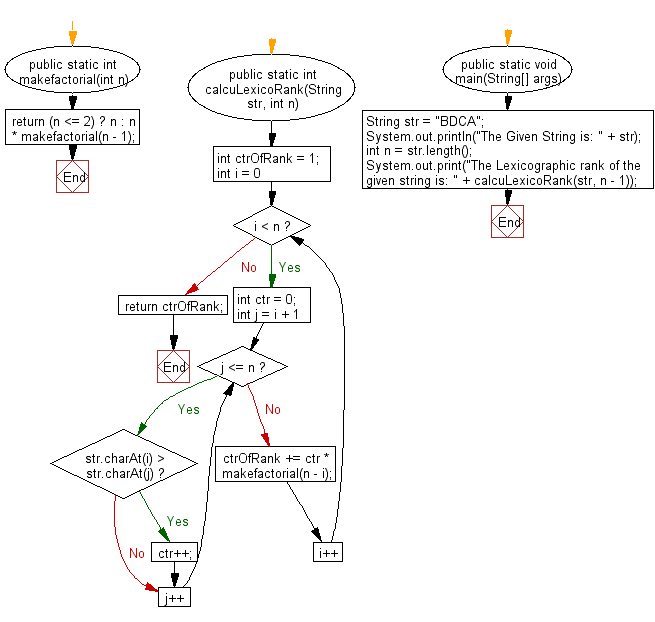 public static int
makefactorial(int n)
return (n <= 2) ? n : n
* makefactorial(n - 1);
End
public static int
calcuLexicoRank(String
str, int n)
int ctrOfRank = 1;
int i = 0
i < n ?
No
Yes
return ctrOfRank;
End
int ctr = 0;
int j = i + 1
j <= n ?
Yes
No
str.charAt(i) >
str.charAt(j) ?
ctrOfRank += ctr *
makefactorial(n - i);
Yes
No
ctr++;
i++
j++
public static void
main(String[] args)
String str = "BDCA";
System.out.println("The Given String is: " + str);
int n = str.length();
System.out.print("The Lexicographic rank of the
given string is: " + calcuLexicoRank(str, n - 1));
End